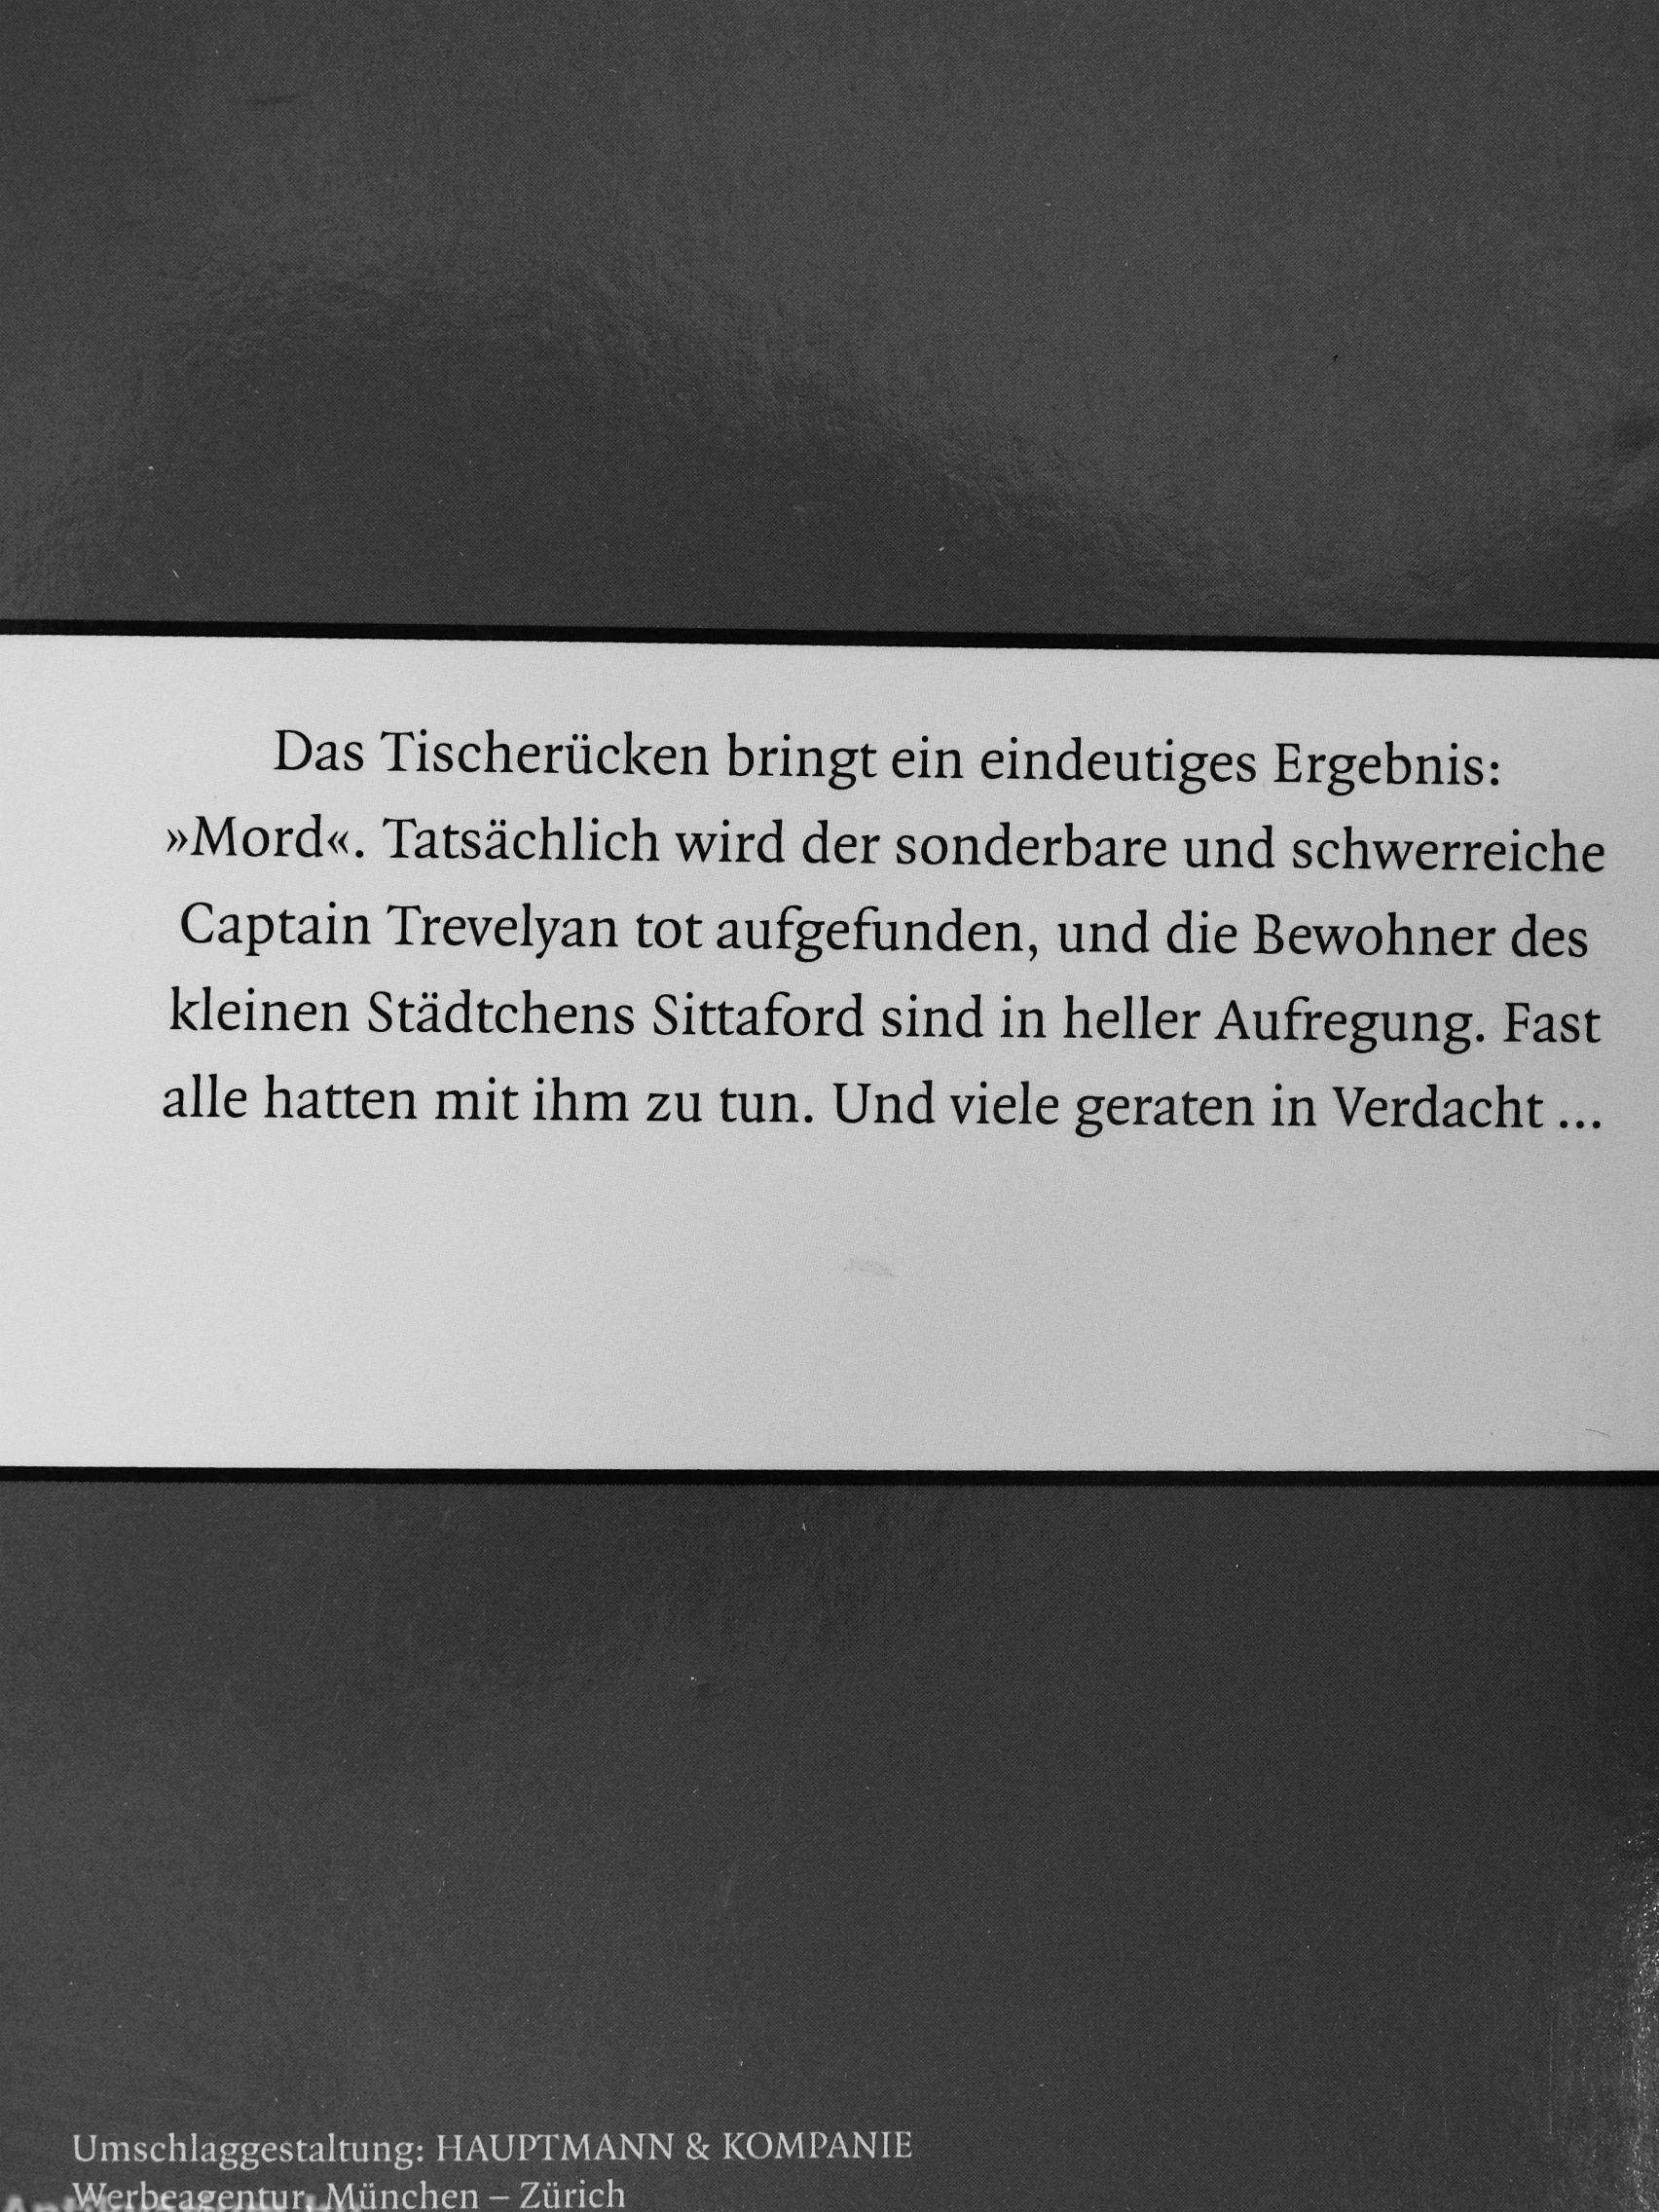 Das Tischerücken bringt ein eindeutiges Ergebnis:
»Mord«. Tatsächlich wird der sonderbare und schwerreiche
Captain Trevelyan tot aufgefunden, und die Bewohner des
kleinen Städtchens Sittaford sind in heller Aufregung. Fast
alle hatten mit ihm zu tun. Und viele geraten in Verdacht ...
Umschlaggestaltung: HAUPTMANN & KOMPANIE
Werbeagentur, München – Zürich